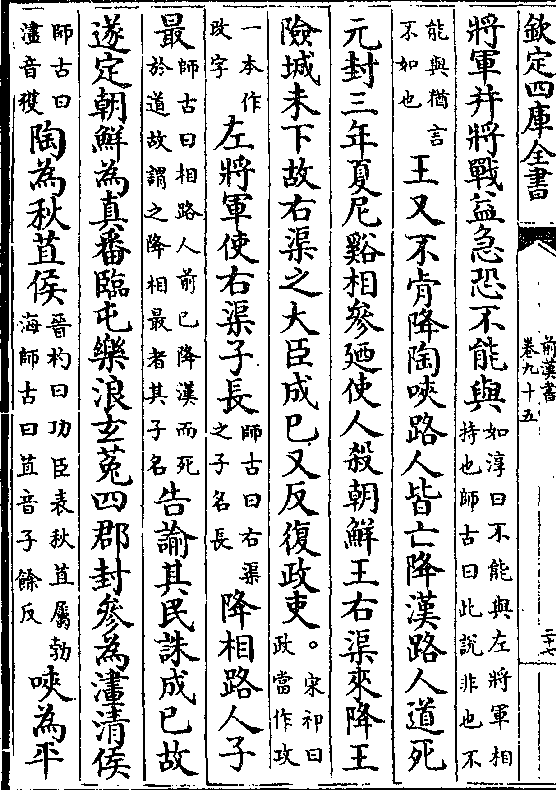 欽定四庫全書
前漢書
卷九十五
二十七
將軍并將戰益急恐不能與
如淳曰不能與左將軍相
持也師古曰此說非也不
能與猶言
不如也
王又不肯降陶唊路人皆亡降漢路人道死
元封三年夏尼谿相參廼使人殺朝鮮王右渠來降王
險城未下故右渠之大臣成已又反復政吏。
宋祁曰
政當作攻
一本作
改字
左將軍使右渠子長
師古曰右渠
之子名長
降相路人子
最
師古曰相路人前已降漢而死
於道故謂之降相最者其子名
告諭其民誅成已故
遂定朝鮮為真番臨屯樂浪玄菟四郡封參為澅清侯
師古曰
澅音獲
陶為秋苴侯
晉灼曰功臣表秋苴屬勃
海師古曰苴音子餘反
唊為平